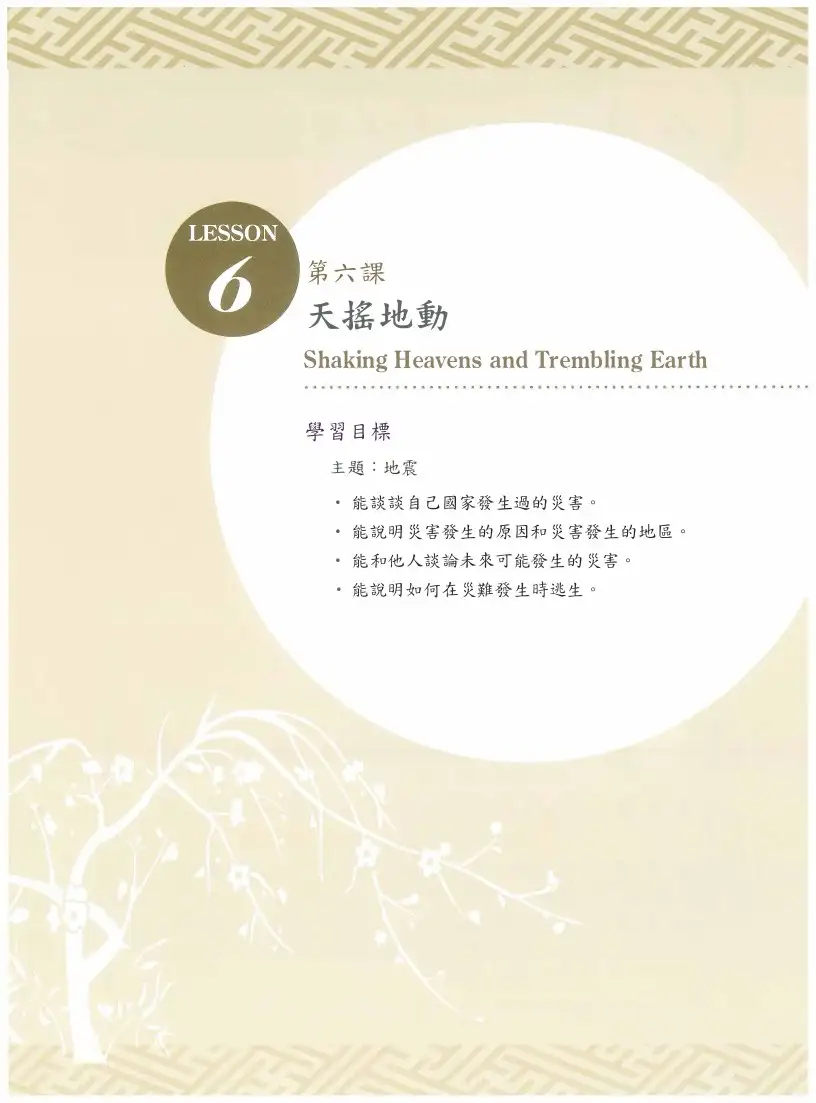 LESSON
6
第六課
天搖地動
Shaking Heavens and Trembling Earth
學習目標
主題：地震
・能談談自己國家發生過的災害。
・能說明災害發生的原因和災害發生的地區。
・能和他人談論未來可能發生的災害。
・能說明如何在災難發生時逃生。